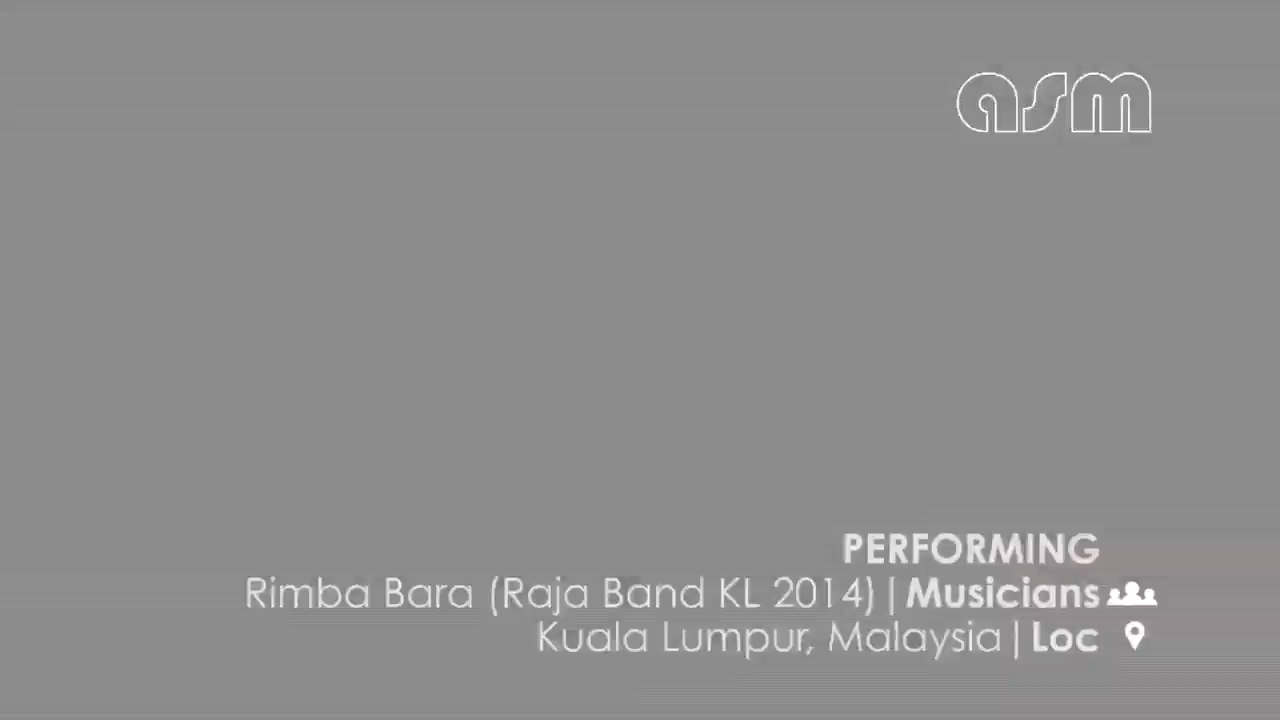 asm
PERFORMING
Rimba Bara (Raja Band KL 2014) | Musicians
Kuala Lumpur, Malaysia | Loc